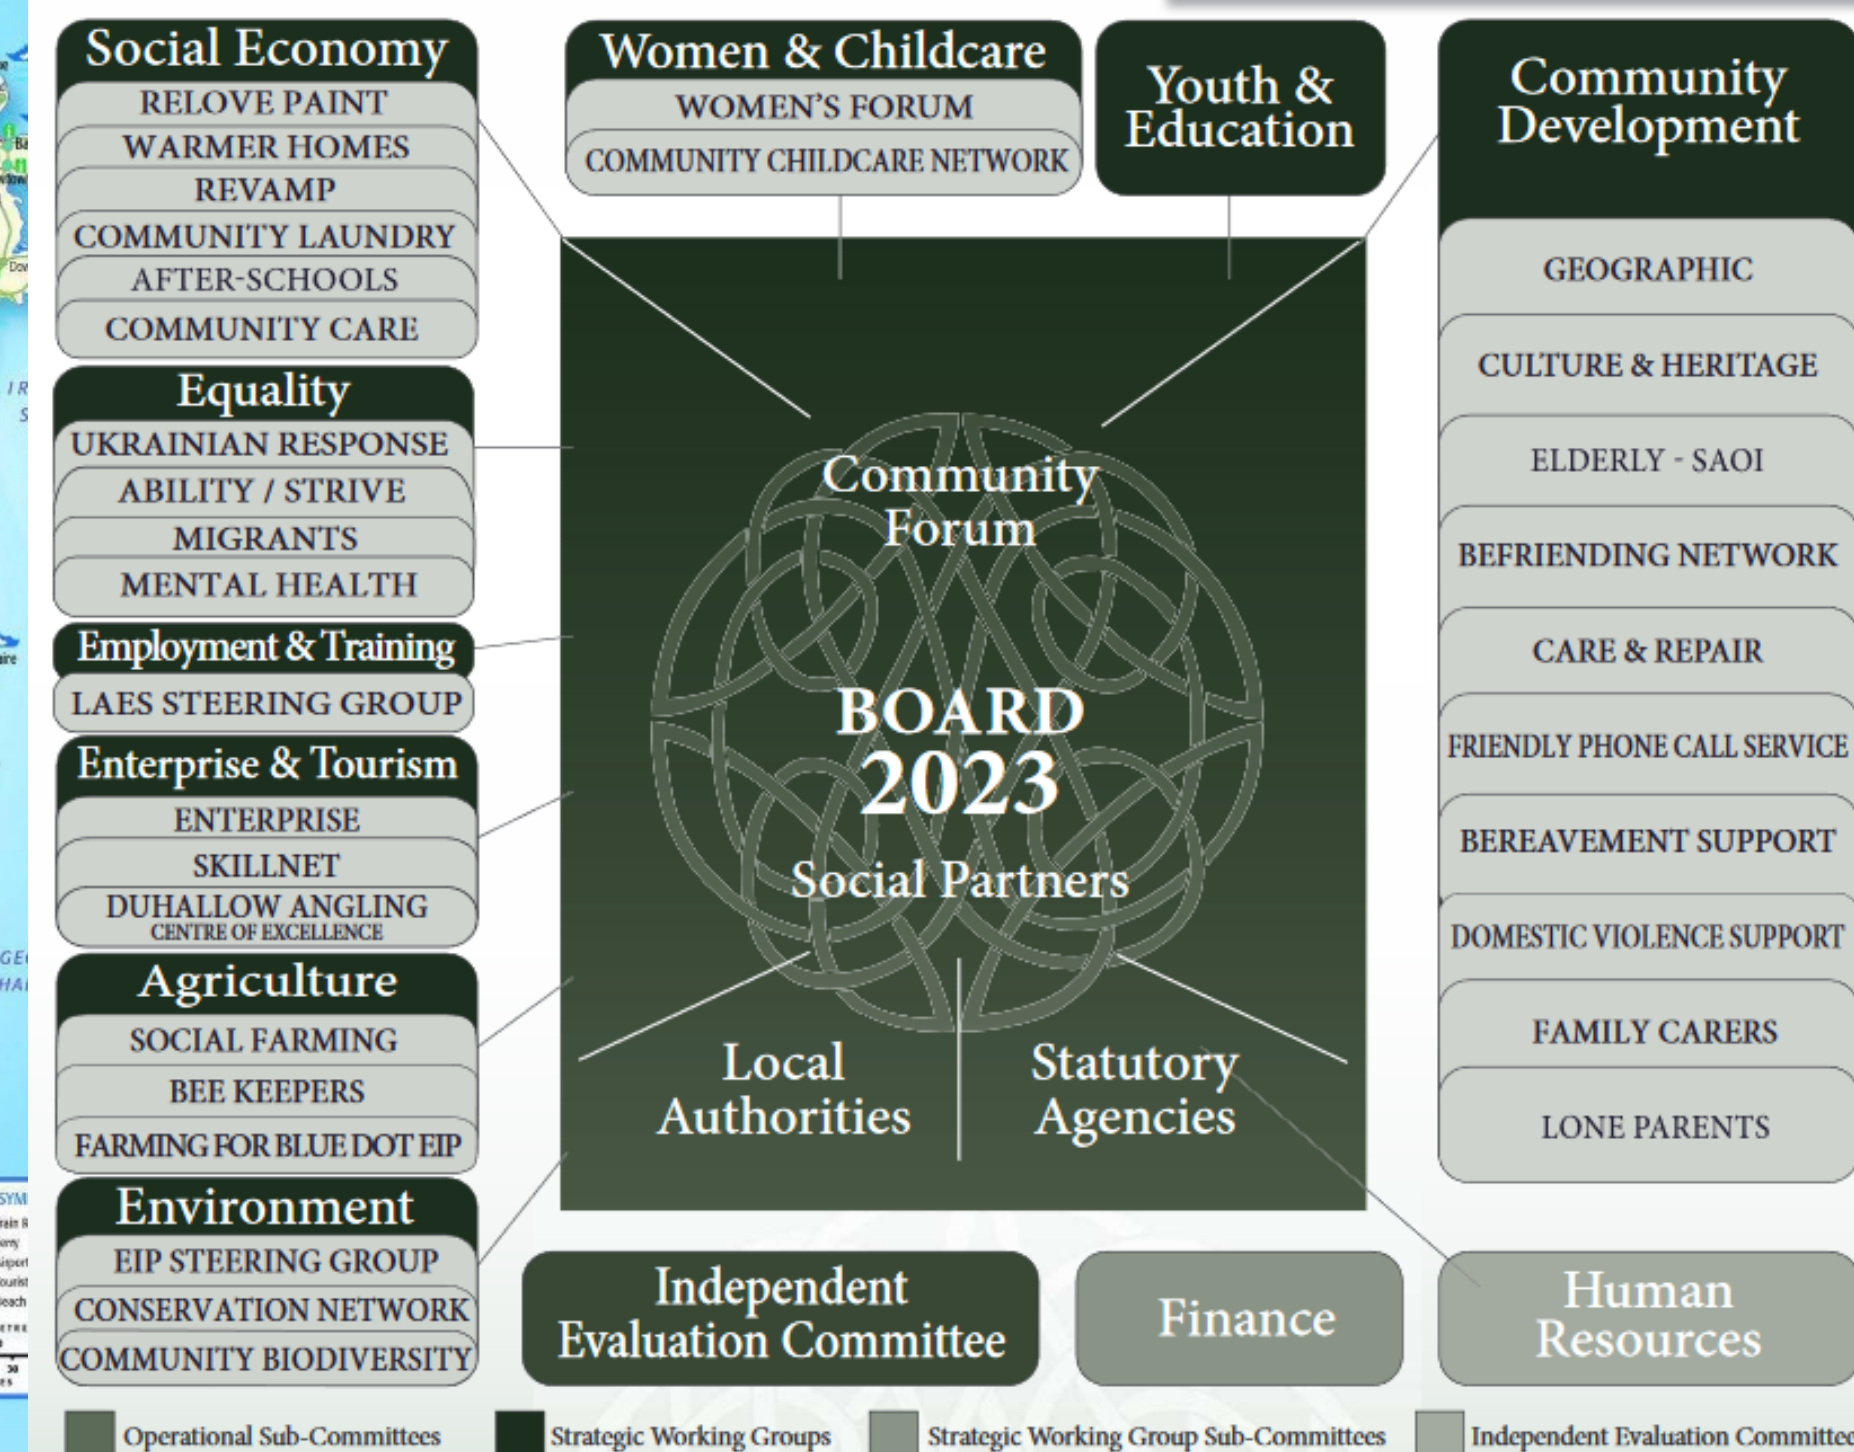 Social Economy
RELOVE PAINT
WARMER HOMES
REVAMP
COMMUNITY LAUNDRY
AFTER-SCHOOLS
COMMUNITY CARE
Equality
UKRAINIAN RESPONSE
ABILITY / STRIVE
MIGRANTS
MENTAL HEALTH
Employment & Training
LAES STEERING GROUP
Enterprise & Tourism
ENTERPRISE
SKILLNET
DUHALLOW ANGLING
CENTRE OF EXCELLENCE
Agriculture
SOCIAL FARMING
BEE KEEPERS
FARMING FOR BLUE DOT EIP
Environment
EIP STEERING GROUP
CONSERVATION NETWORK
COMMUNITY BIODIVERSITY
Women & Childcare
WOMEN'S FORUM
COMMUNITY CHILDCARE NETWORK
Youth &
Education
Community
Forum
BOARD
2023
Social Partners
Local
Authorities
Statutory
Agencies
Community
Development
GEOGRAPHIC
CULTURE & HERITAGE
ELDERLY - SAOI
BEFRIENDING NETWORK
CARE & REPAIR
FRIENDLY PHONE CALL SERVICE
BEREAVEMENT SUPPORT
DOMESTIC VIOLENCE SUPPORT
FAMILY CARERS
LONE PARENTS
Independent
Evaluation Committee
Finance
Human
Resources
Operational Sub-Committees
Strategic Working Groups
Strategic Working Group Sub-Committees
Independent Evaluation Committee